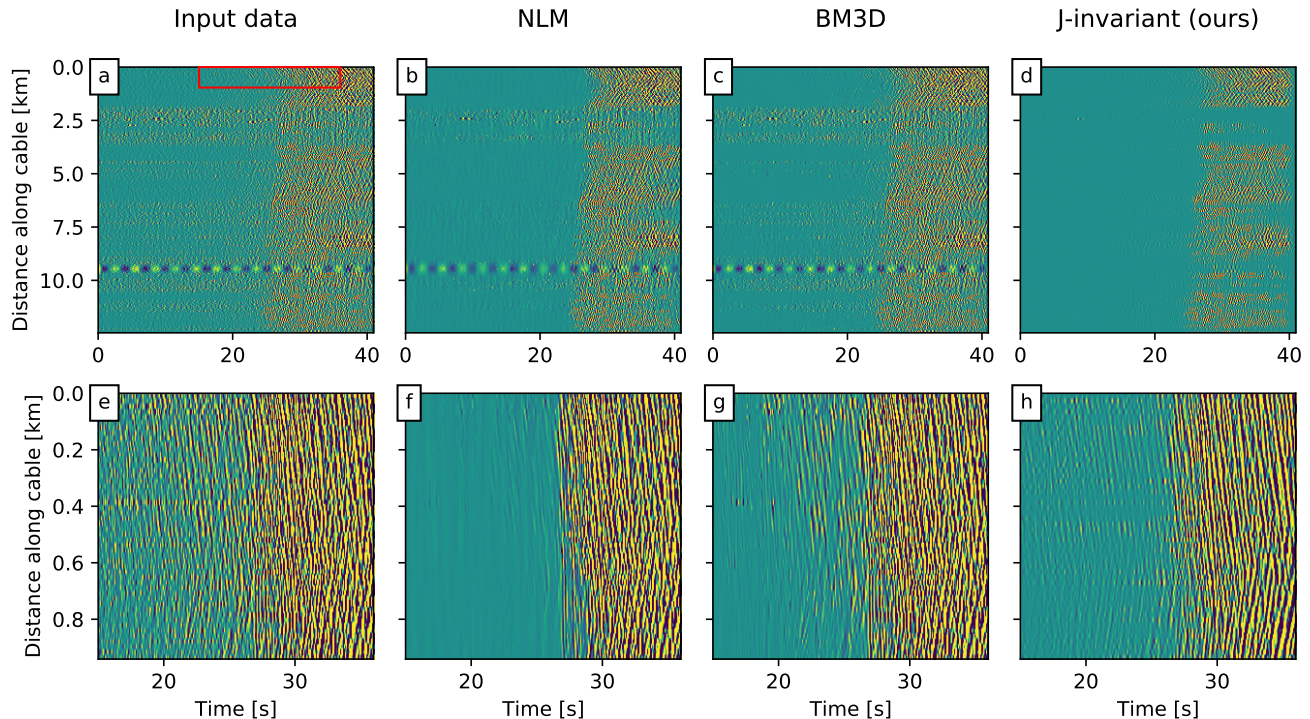 Input data NLM BM3D J-invariant (ours)
a b c d
Distance along cable [km]
0.0
2.5
5.0
7.5
10.0
0 20 40 0 20 40 0 20 40 0 20 40
e f g h
Distance along cable [km]
0.0
0.2
0.4
0.6
0.8
20 30 20 30 20 30 20 30
Time [s] Time [s] Time [s] Time [s]